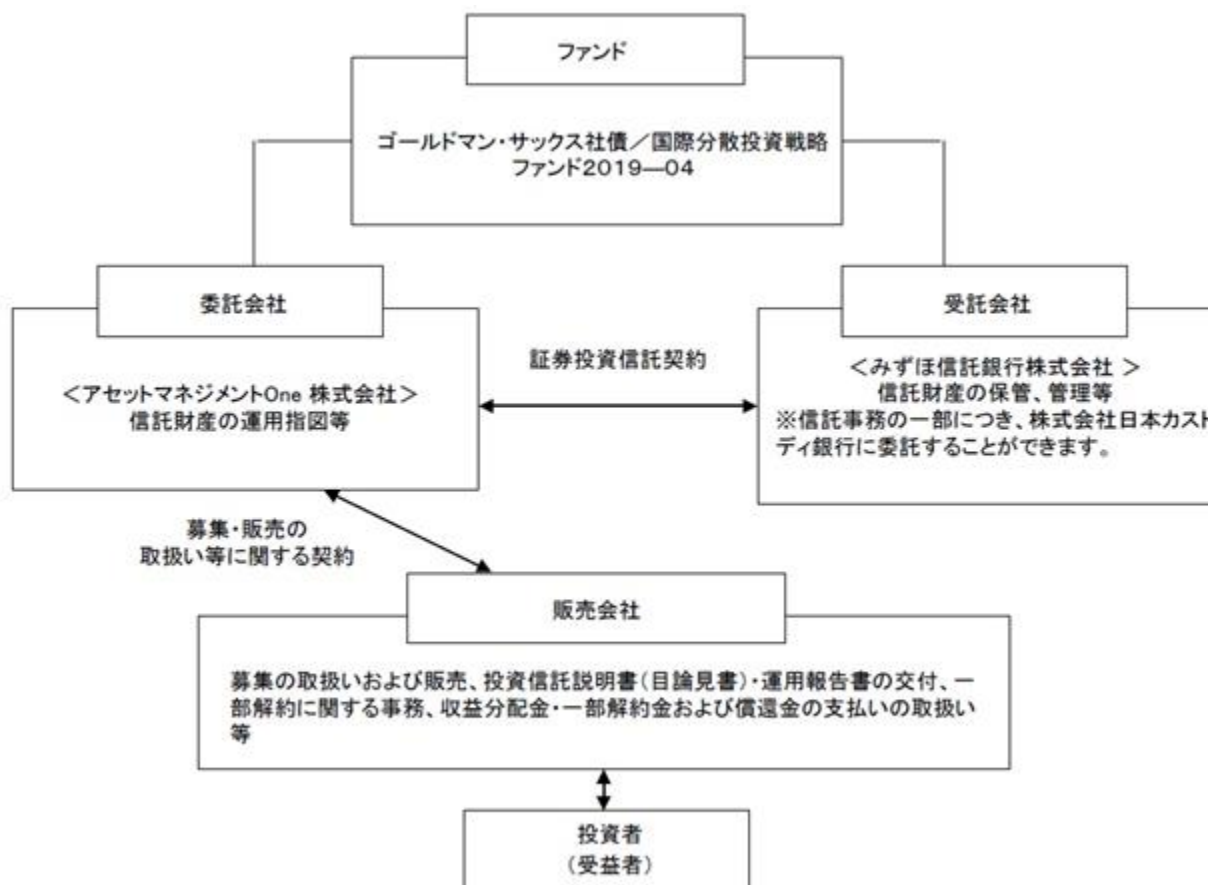 ファンド
ゴールドマン・サックス社債／国際分散投資戦略
ファンド2019―04
委託会社
＜アセットマネジメントOne 株式会社＞
信託財産の運用指図等
証券投資信託契約
受託会社
＜みずほ信託銀行株式会社 ＞
信託財産の保管、管理等
※信託事務の一部につき、株式会社日本カスト
ディ銀行に委託することができます。
募集・販売の
取扱い等に関する契約
販売会社
募集の取扱いおよび販売、投資信託説明書（目論見書）・運用報告書の交付、一
部解約に関する事務、収益分配金・一部解約金および償還金の支払いの取扱い
等
投資者
（受益者）